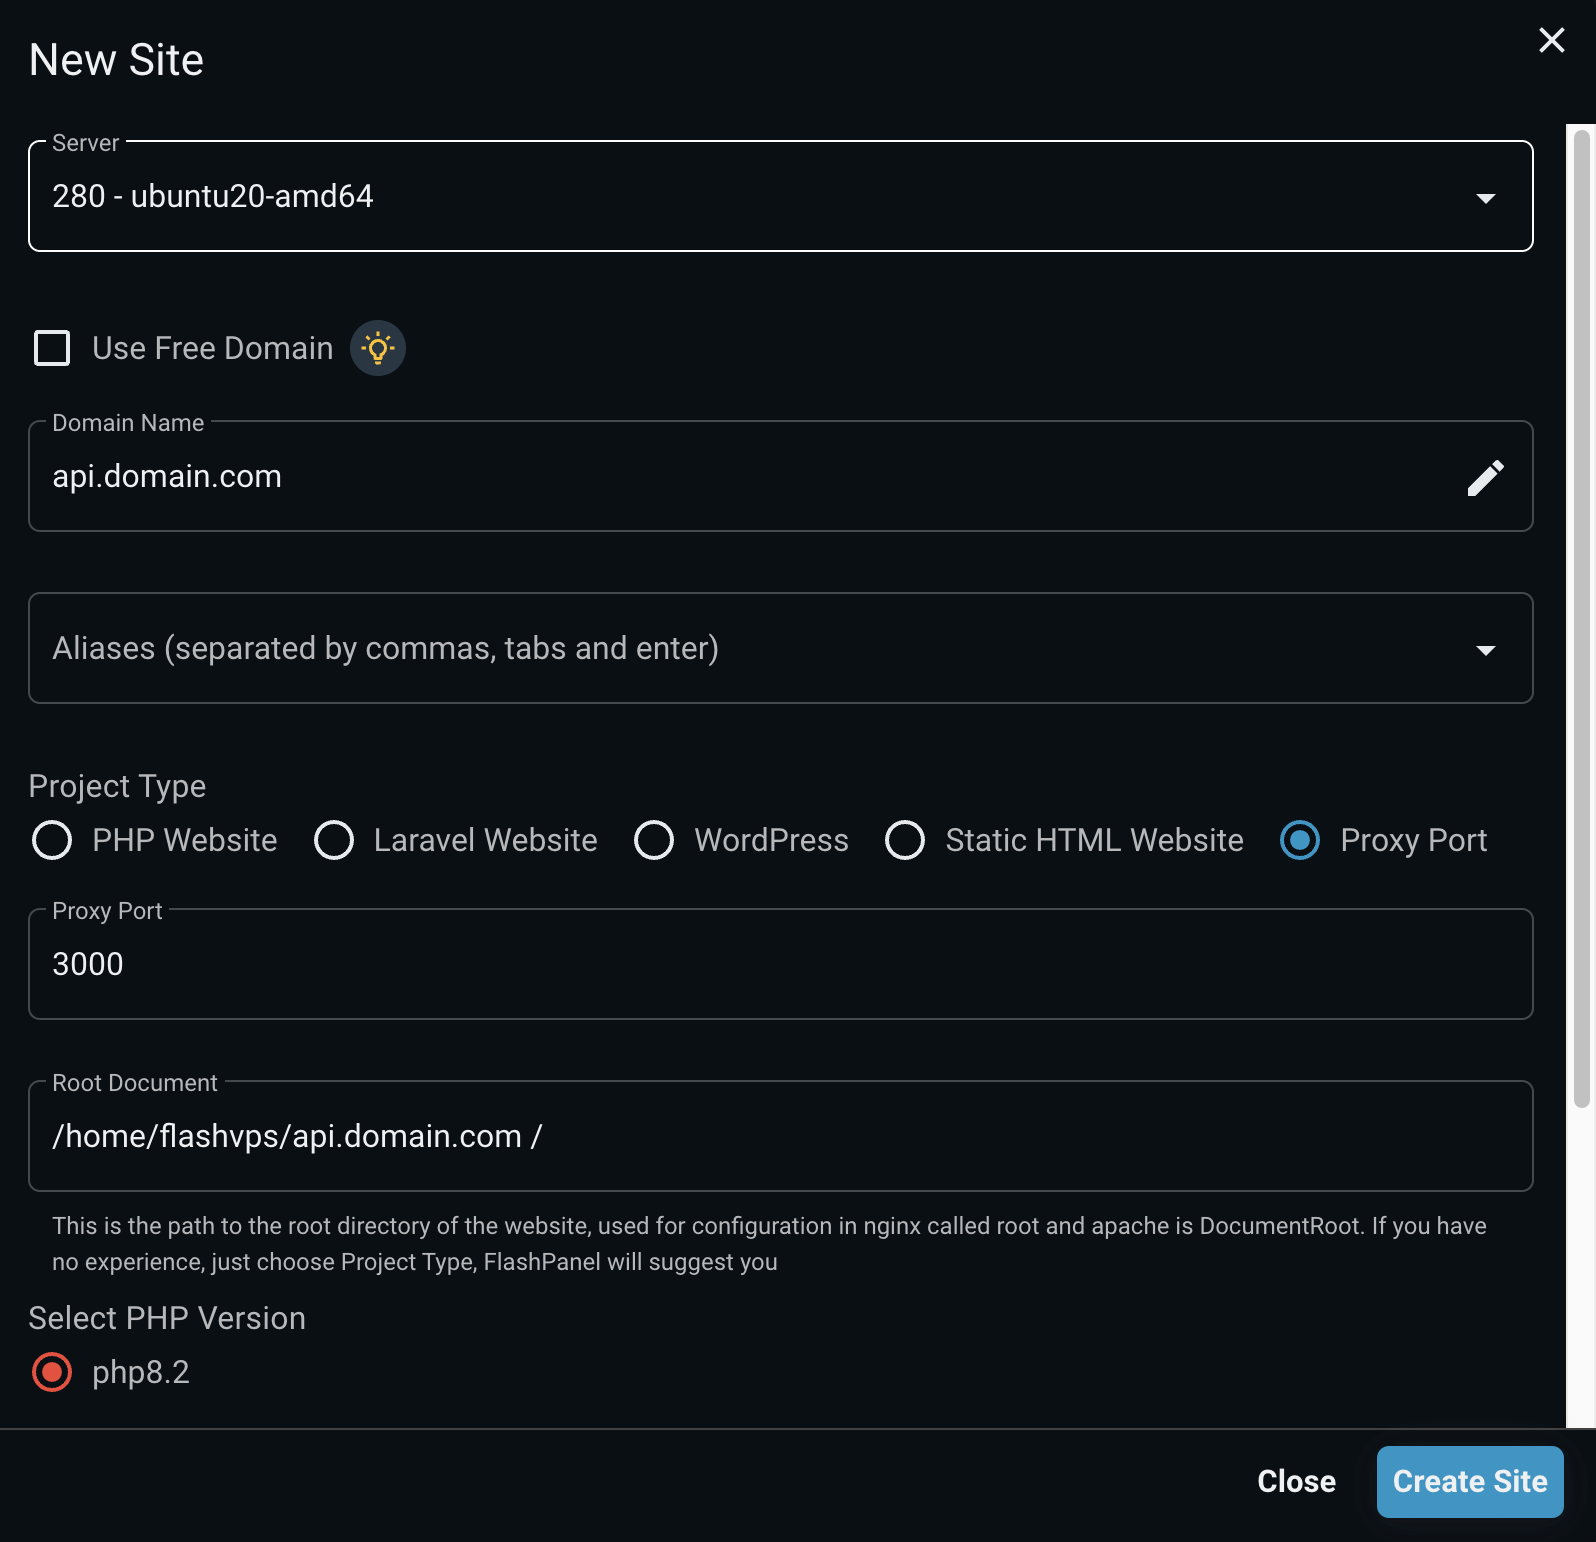 New Site
Server
280 - ubuntu20-amd64
Use Free Domain
Domain Name
api.domain.com
Aliases (separated by commas, tabs and enter)
Project Type
PHP Website Laravel Website WordPress Static HTML Website Proxy Port
Proxy Port
3000
Root Document
/home/flashvps/api.domain.com /
This is the path to the root directory of the website, used for configuration in nginx called root and apache is DocumentRoot. If you have
no experience, just choose Project Type, FlashPanel will suggest you
Select PHP Version
php8.2
Close Create Site